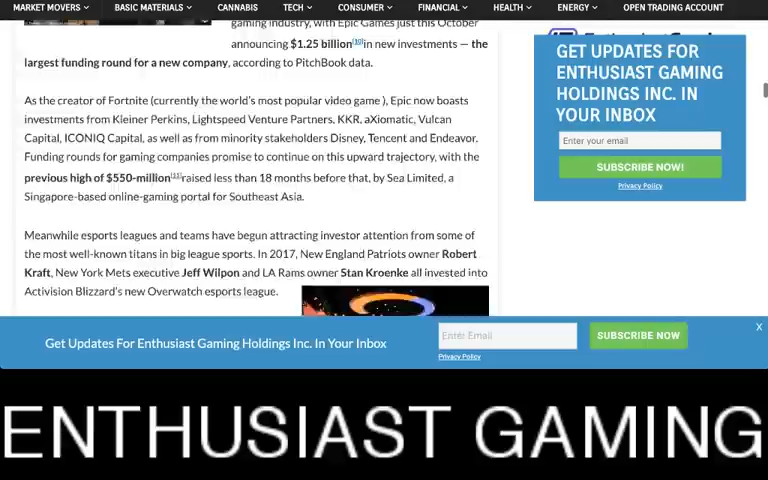 MARKET MOVERS BASIC MATERIALS CANNABIS TECH CONSUMER FINANCIAL HEALTH ENERGY OPEN TRADING ACCOUNT
gaming industry, with Epic Games just this October
announcing $1.25 billion[10]in new investments — the
largest funding round for a new company, according to PitchBook data.
As the creator of Fortnite (currently the world's most popular video game ), Epic now boasts
investments from Kleiner Perkins, Lightspeed Venture Partners, KKR, aXiomatic, Vulcan
Capital, ICONIQ Capital, as well as from minority stakeholders Disney, Tencent and Endeavor.
Funding rounds for gaming companies promise to continue on this upward trajectory, with the
previous high of $550-million[11]raised less than 18 months before that, by Sea Limited, a
Singapore-based online-gaming portal for Southeast Asia.
Meanwhile esports leagues and teams have begun attracting investor attention from some of
the most well-known titans in big league sports. In 2017, New England Patriots owner Robert
Kraft, New York Mets executive Jeff Wilpon and LA Rams owner Stan Kroenke all invested into
Activision Blizzard's new Overwatch esports league.
GET UPDATES FOR
ENTHUSIAST GAMING
HOLDINGS INC. IN
YOUR INBOX
Enter your email
SUBSCRIBE NOW!
Privacy Policy
Get Updates For Enthusiast Gaming Holdings Inc. In Your Inbox
Enter Email
SUBSCRIBE NOW
X
Privacy Policy
ENTHUSIAST GAMING